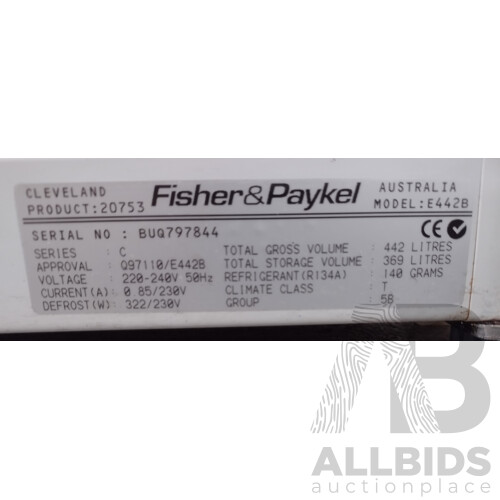 CLEVELAND Fisher&Paykel AUSTRALIA
PRODUCT:20753 MODEL:E442B
SERIAL NO : BUQ797844
SERIES : C TOTAL GROSS VOLUME : 442 LITRES
APPROVAL : Q97110/E442B TOTAL STORAGE VOLUME : 369 LITRES
VOLTAGE : 220-240V 50Hz REFRIGERANT(R134A) : 140 GRAMS
CURRENT(A) : 0 85/230V CLIMATE CLASS : T
DEFROST(W) : 322/230V GROUP : 5B
CE
AB
ALLBIDS
auctionplace